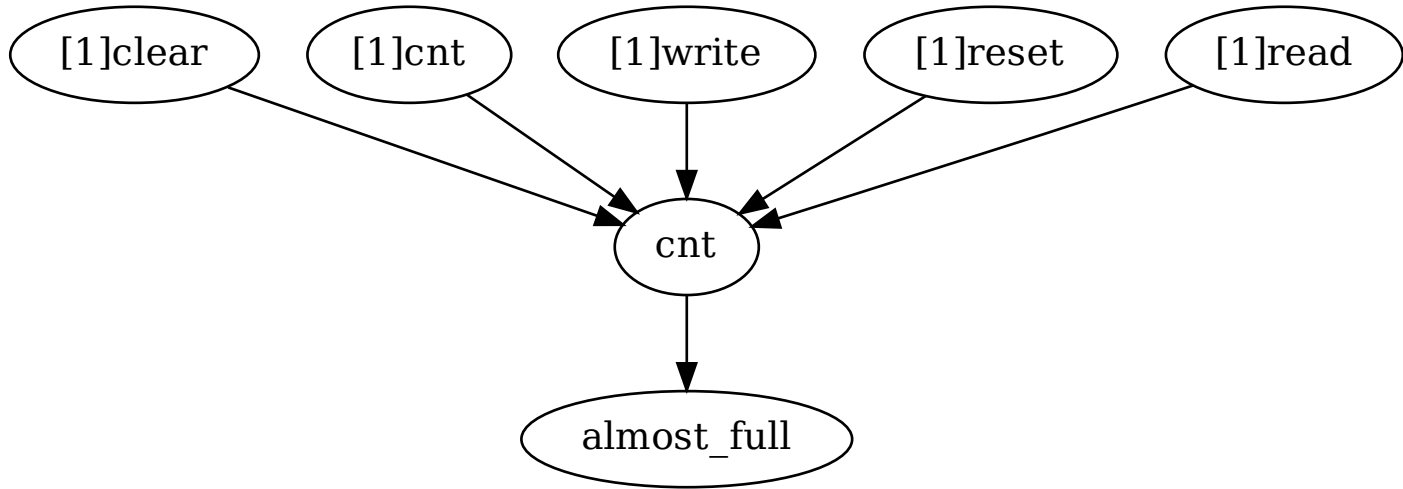 [1]clear
[1]cnt
[1]write
[1]reset
[1]read
cnt
almost_full